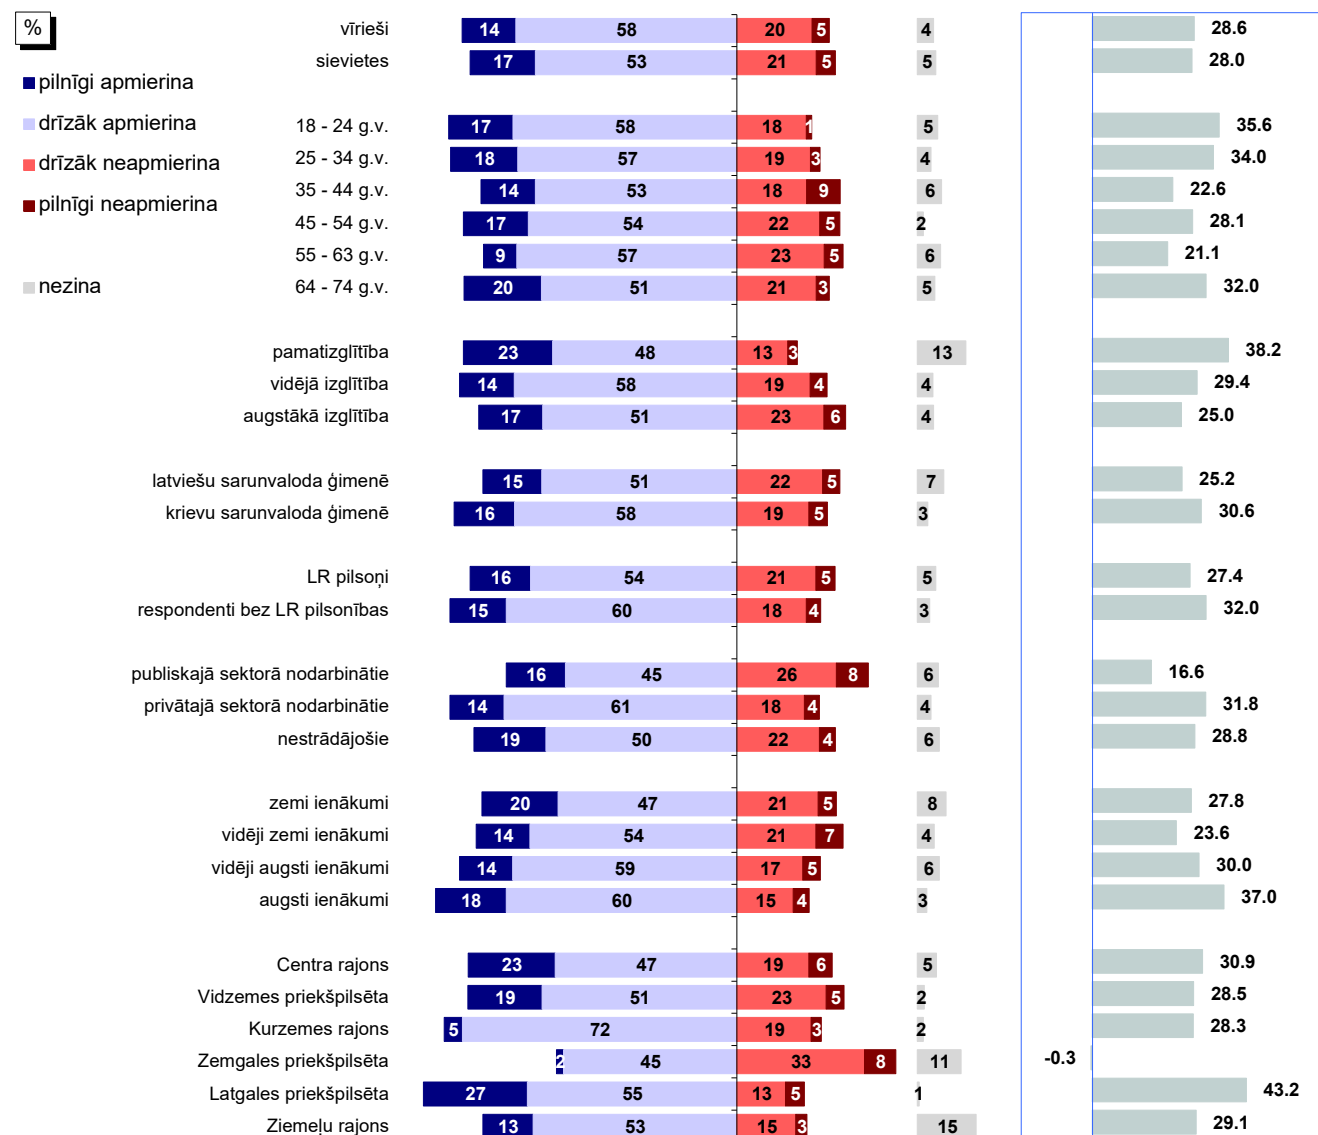 %
pilnīgi apmierina
drīzāk apmierina
drīzāk neapmierina
pilnīgi neapmierina
nezina
vīrieši 14 58 20 5 4 28.6
sievietes 17 53 21 5 5 28.0
18 - 24 g.v. 17 58 18 1 5 35.6
25 - 34 g.v. 18 57 19 3 4 34.0
35 - 44 g.v. 14 53 18 9 6 22.6
45 - 54 g.v. 17 54 22 5 2 28.1
55 - 63 g.v. 9 57 23 5 6 21.1
64 - 74 g.v. 20 51 21 3 5 32.0
pamatizglītība 23 48 13 3 13 38.2
vidējā izglītība 14 58 19 4 4 29.4
augstākā izglītība 17 51 23 6 4 25.0
latviešu sarunvaloda ģimenē 15 51 22 5 7 25.2
krievu sarunvaloda ģimenē 16 58 19 5 3 30.6
LR pilsoņi 16 54 21 5 5 27.4
respondenti bez LR pilsonības 15 60 18 4 3 32.0
publiskajā sektorā nodarbinātie 16 45 26 8 6 16.6
privātajā sektorā nodarbinātie 14 61 18 4 4 31.8
nestrādājošie 19 50 22 4 6 28.8
zemi ienākumi 20 47 21 5 8 27.8
vidēji zemi ienākumi 14 54 21 7 4 23.6
vidēji augsti ienākumi 14 59 17 5 6 30.0
augsti ienākumi 18 60 15 4 3 37.0
Centra rajons 23 47 19 6 5 30.9
Vidzemes priekšpilsēta 19 51 23 5 2 28.5
Kurzemes rajons 5 72 19 3 2 28.3
Zemgales priekšpilsēta 2 45 33 8 11 -0.3
Latgales priekšpilsēta 27 55 13 5 1 43.2
Ziemeļu rajons 13 53 15 3 15 29.1